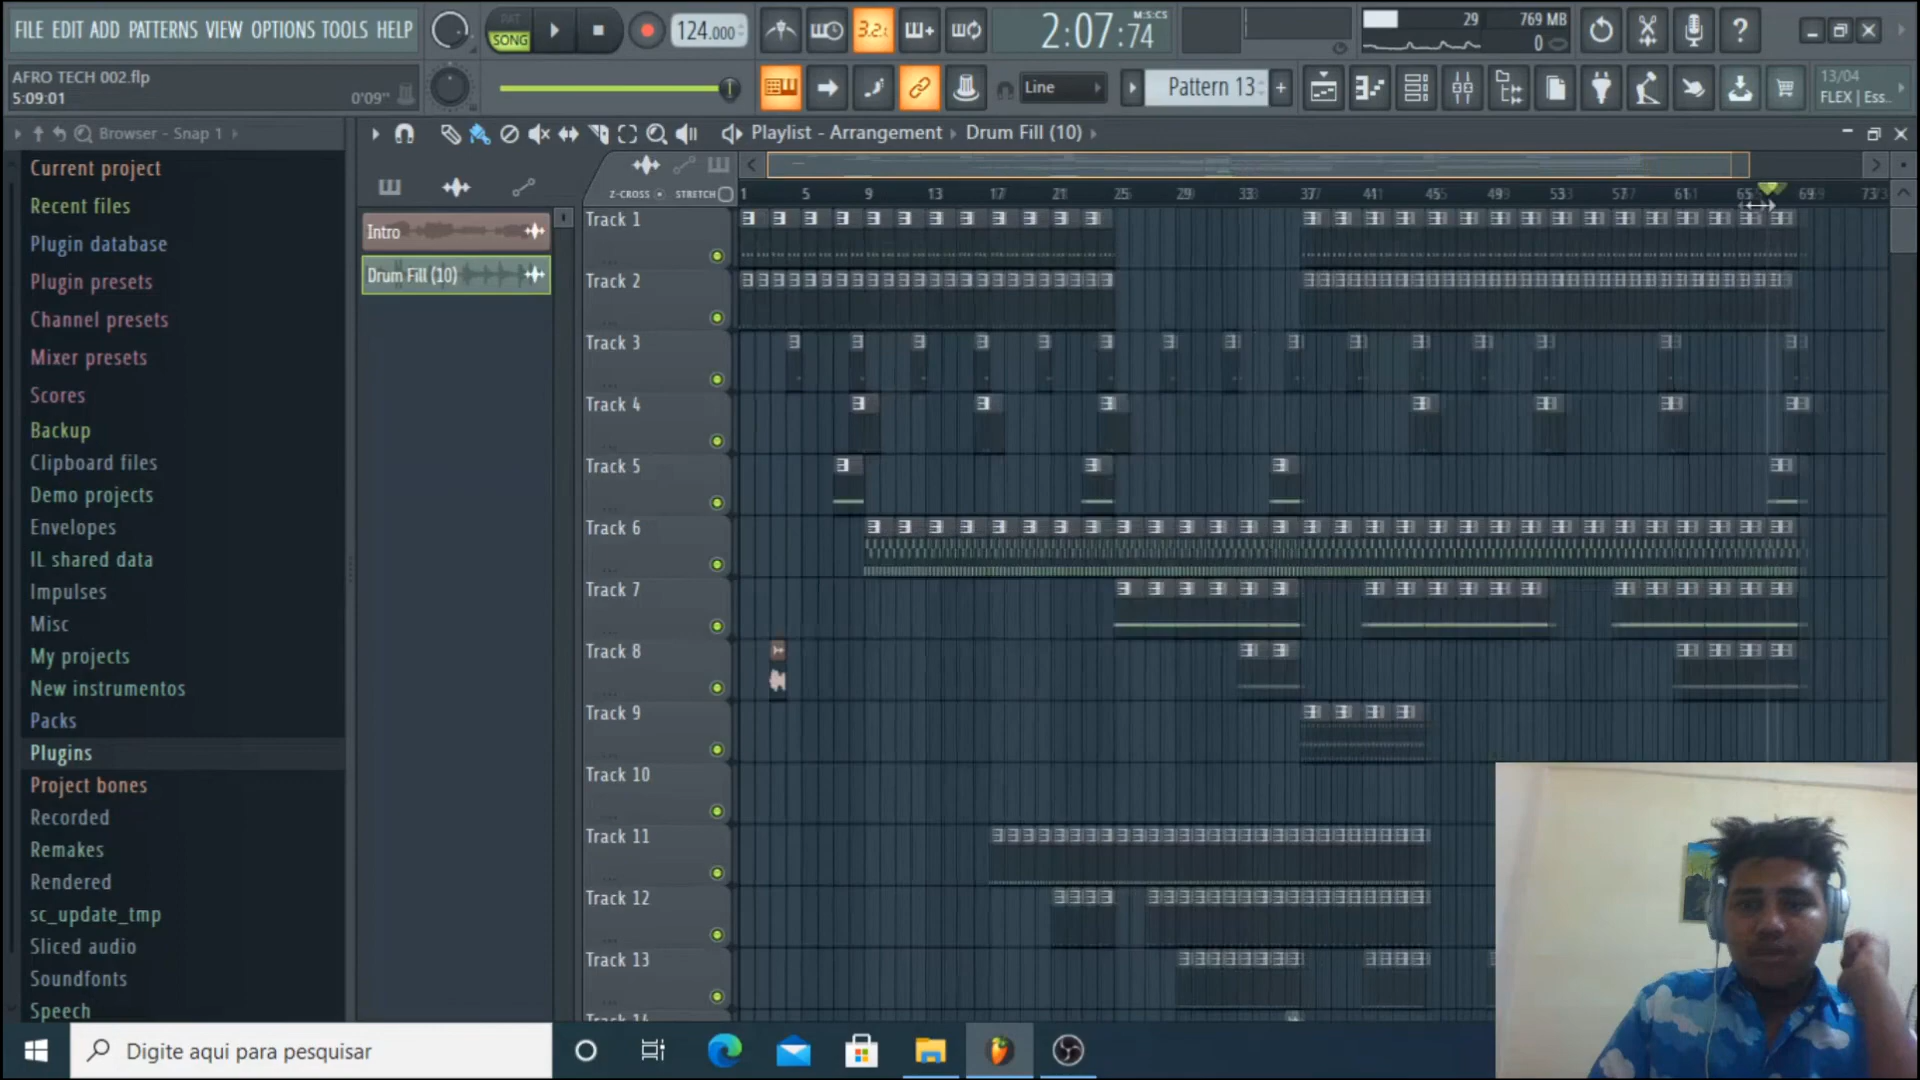 FILE EDIT ADD PATTERNS VIEW OPTIONS TOOLS HELP
PAT
SONG
124.000
3.2.
2:07:74
M:S:CS
29
769 MB
0
AFRO TECH 002.flp
5:09:01
0'09"
Line
Pattern 13
+
13/04
FLEX | Ess..
Browser - Snap 1
Playlist - Arrangement
Drum Fill (10)
Z-CROSS
STRETCH
1 5 9 13 17 21 25 29 33 37 41 45 49 53 57 61 65 69 73
Current project
Recent files
Plugin database
Plugin presets
Channel presets
Mixer presets
Scores
Backup
Clipboard files
Demo projects
Envelopes
IL shared data
Impulses
Misc
My projects
New instrumentos
Packs
Plugins
Project bones
Recorded
Remakes
Rendered
sc_update_tmp
Sliced audio
Soundfonts
Speech
Intro
Drum Fill (10)
Track 1
Track 2
Track 3
Track 4
Track 5
Track 6
Track 7
Track 8
Track 9
Track 10
Track 11
Track 12
Track 13
Digite aqui para pesquisar